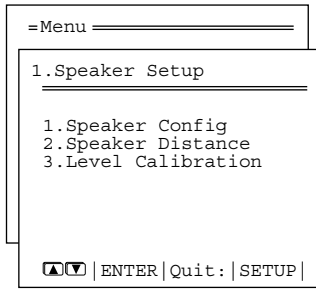 =Menu
1.Speaker Setup
1.Speaker Config
2.Speaker Distance
3.Level Calibration
▲▼|ENTER|Quit:|SETUP|